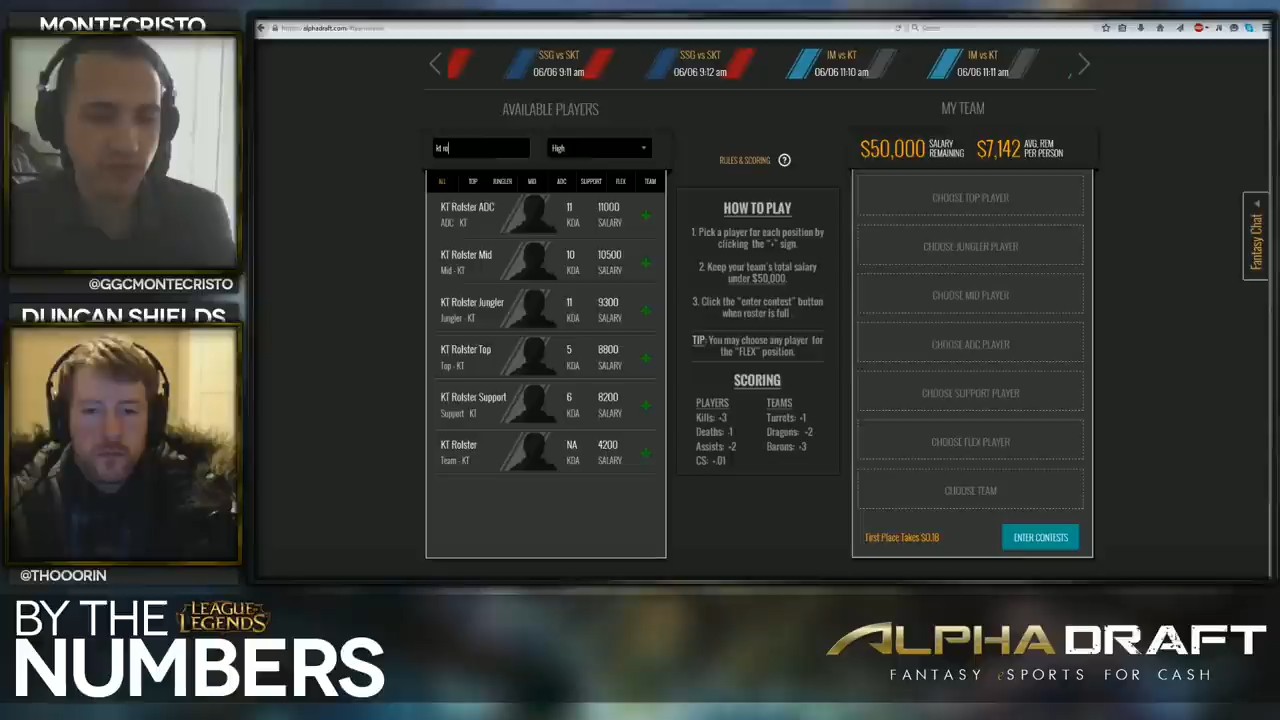 MONTECRISTO
@GGCMONTECRISTO
DUNCAN SHIELDS
@THOOORIN
SSG vs SKT
06/06 9:11 am
SSG vs SKT
06/06 9:12 am
IM vs KT
06/06 11:10 am
IM vs KT
06/06 11:11 am
AVAILABLE PLAYERS
kt ro
High
ALL TOP JUNGLER MID ADC SUPPORT FLEX TEAM
KT Rolster ADC 11 11000
ADC - KT KDA SALARY
KT Rolster Mid 10 10500
Mid - KT KDA SALARY
KT Rolster Jungler 11 9300
Jungler - KT KDA SALARY
KT Rolster Top 5 8800
Top - KT KDA SALARY
KT Rolster Support 6 8200
Support - KT KDA SALARY
KT Rolster NA 4200
Team - KT KDA SALARY
RULES & SCORING ?
HOW TO PLAY
1. Pick a player for each position by
clicking the "+" sign.
2. Keep your team's total salary
under $50,000.
3. Click the "enter contest" button
when roster is full
TIP: You may choose any player for
the "FLEX" position.
SCORING
PLAYERS TEAMS
Kills: +3 Turrets: +1
Deaths: -1 Dragons: +2
Assists: +2 Barons: +3
CS: +.01
MY TEAM
$50,000 SALARY REMAINING $7,142 AVG. REM PER PERSON
CHOOSE TOP PLAYER
CHOOSE JUNGLER PLAYER
CHOOSE MID PLAYER
CHOOSE ADC PLAYER
CHOOSE SUPPORT PLAYER
CHOOSE FLEX PLAYER
CHOOSE TEAM
First Place Takes $0.18
ENTER CONTESTS
Fantasy Chat
BY THE LEAGUE OF LEGENDS
NUMBERS
ALPHADRAFT
FANTASY eSPORTS FOR CASH